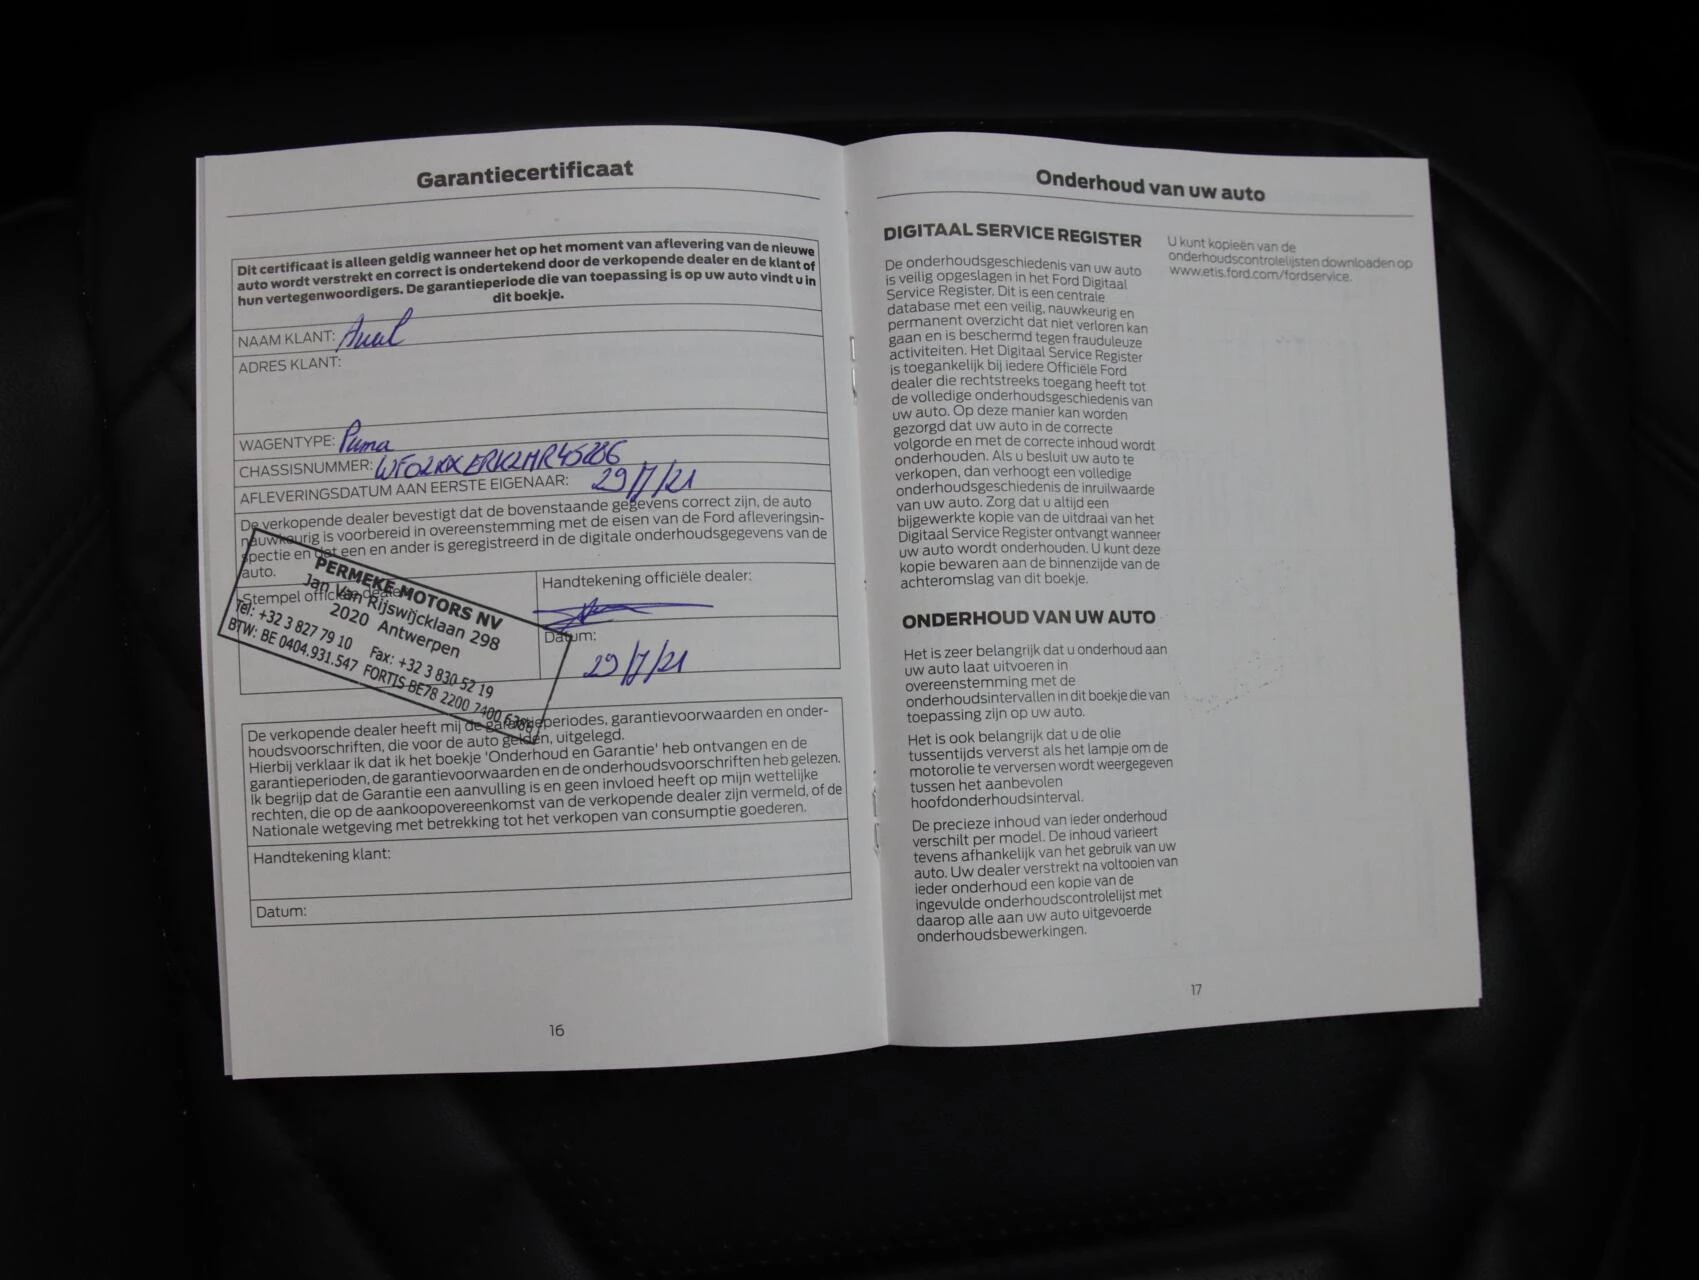 Garantiecertificaat
Dit certificaat is alleen geldig wanneer het op het moment van aflevering van de nieuwe
auto wordt verstrekt en correct is ondertekend door de verkopende dealer en de klant of
hun vertegenwoordigers. De garantieperiode die van toepassing is op uw auto vindt u in
dit boekje.
NAAM KLANT:
ADRES KLANT:
WAGENTYPE: Puma
CHASSISNUMMER: WF02XXERK2MR45286
AFLEVERINGSDATUM AAN EERSTE EIGENAAR: 29/7/21
De verkopende dealer bevestigt dat de bovenstaande gegevens correct zijn, de auto
nauwkeurig is voorbereid in overeenstemming met de eisen van de Ford afleveringsin-
spectie en dat een en ander is geregistreerd in de digitale onderhoudsgegevens van de
auto.
Stempel officiële dealer
PERMEKE MOTORS NV
Jan Van Rijswijcklaan 298
2020 Antwerpen
Tel: +32 3 827 79 10 Fax: +32 3 830 52 19
BTW: BE 0404.931.547 FORTIS BE78 2200 7400
Handtekening officiële dealer:
Datum:
29/7/21
De verkopende dealer heeft mij de garantieperiodes, garantievoorwaarden en onder-
houdsvoorschriften, die voor de auto gelden, uitgelegd.
Hierbij verklaar ik dat ik het boekje 'Onderhoud en Garantie' heb ontvangen en de
garantieperioden, de garantievoorwaarden en de onderhoudsvoorschriften heb gelezen.
Ik begrijp dat de Garantie een aanvulling is en geen invloed heeft op mijn wettelijke
rechten, die op de aankoopovereenkomst van de verkopende dealer zijn vermeld, of de
Nationale wetgeving met betrekking tot het verkopen van consumptie goederen.
Handtekening klant:
Datum:
16
Onderhoud van uw auto
DIGITAAL SERVICE REGISTER
De onderhoudsgeschiedenis van uw auto
is veilig opgeslagen in het Ford Digitaal
Service Register. Dit is een centrale
database met een veilig, nauwkeurig en
permanent overzicht dat niet verloren kan
gaan en is beschermd tegen frauduleuze
activiteiten. Het Digitaal Service Register
is toegankelijk bij iedere Officiële Ford
dealer die rechtstreeks toegang heeft tot
de volledige onderhoudsgeschiedenis van
uw auto. Op deze manier kan worden
gezorgd dat uw auto in de correcte
volgorde en met de correcte inhoud wordt
onderhouden. Als u besluit uw auto te
verkopen, dan verhoogt een volledige
onderhoudsgeschiedenis de inruilwaarde
van uw auto. Zorg dat u altijd een
bijgewerkte kopie van de uitdraai van het
Digitaal Service Register ontvangt wanneer
uw auto wordt onderhouden. U kunt deze
kopie bewaren aan de binnenzijde van de
achteromslag van dit boekje.
ONDERHOUD VAN UW AUTO
Het is zeer belangrijk dat u onderhoud aan
uw auto laat uitvoeren in
overeenstemming met de
onderhoudsintervallen in dit boekje die van
toepassing zijn op uw auto.
Het is ook belangrijk dat u de olie
tussentijds ververst als het lampje om de
motorolie te verversen wordt weergegeven
tussen het aanbevolen
hoofdonderhoudsinterval.
De precieze inhoud van ieder onderhoud
verschilt per model. De inhoud varieert
tevens afhankelijk van het gebruik van uw
auto. Uw dealer verstrekt na voltooien van
ieder onderhoud een kopie van de
ingevulde onderhoudscontrolelijst met
daarop alle aan uw auto uitgevoerde
onderhoudsbewerkingen.
U kunt kopieën van de
onderhoudscontrolelijsten downloaden op
www.etis.ford.com/fordservice.
17